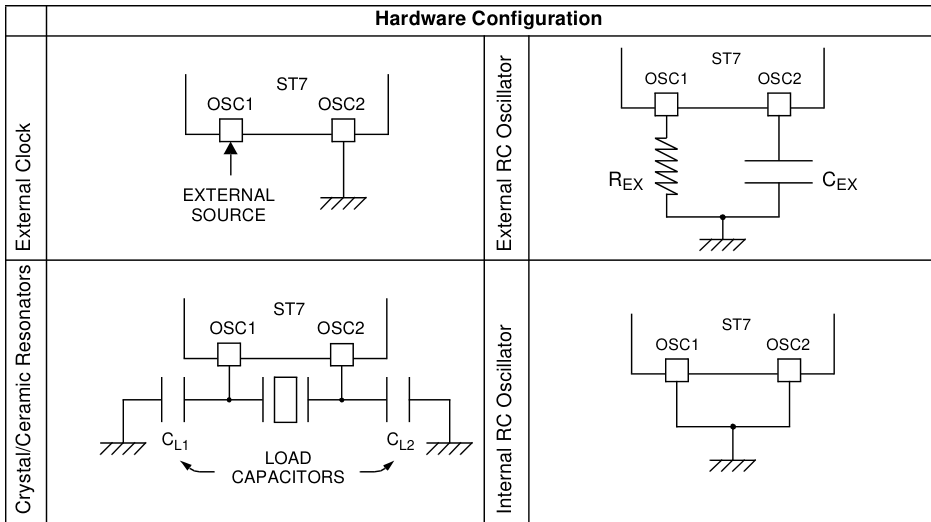 Hardware Configuration
External Clock
ST7
OSC1
OSC2
EXTERNAL
SOURCE
External RC Oscillator
ST7
OSC1
OSC2
REX
CEX
Crystal/Ceramic Resonators
ST7
OSC1
OSC2
CL1
CL2
LOAD
CAPACITORS
Internal RC Oscillator
ST7
OSC1
OSC2